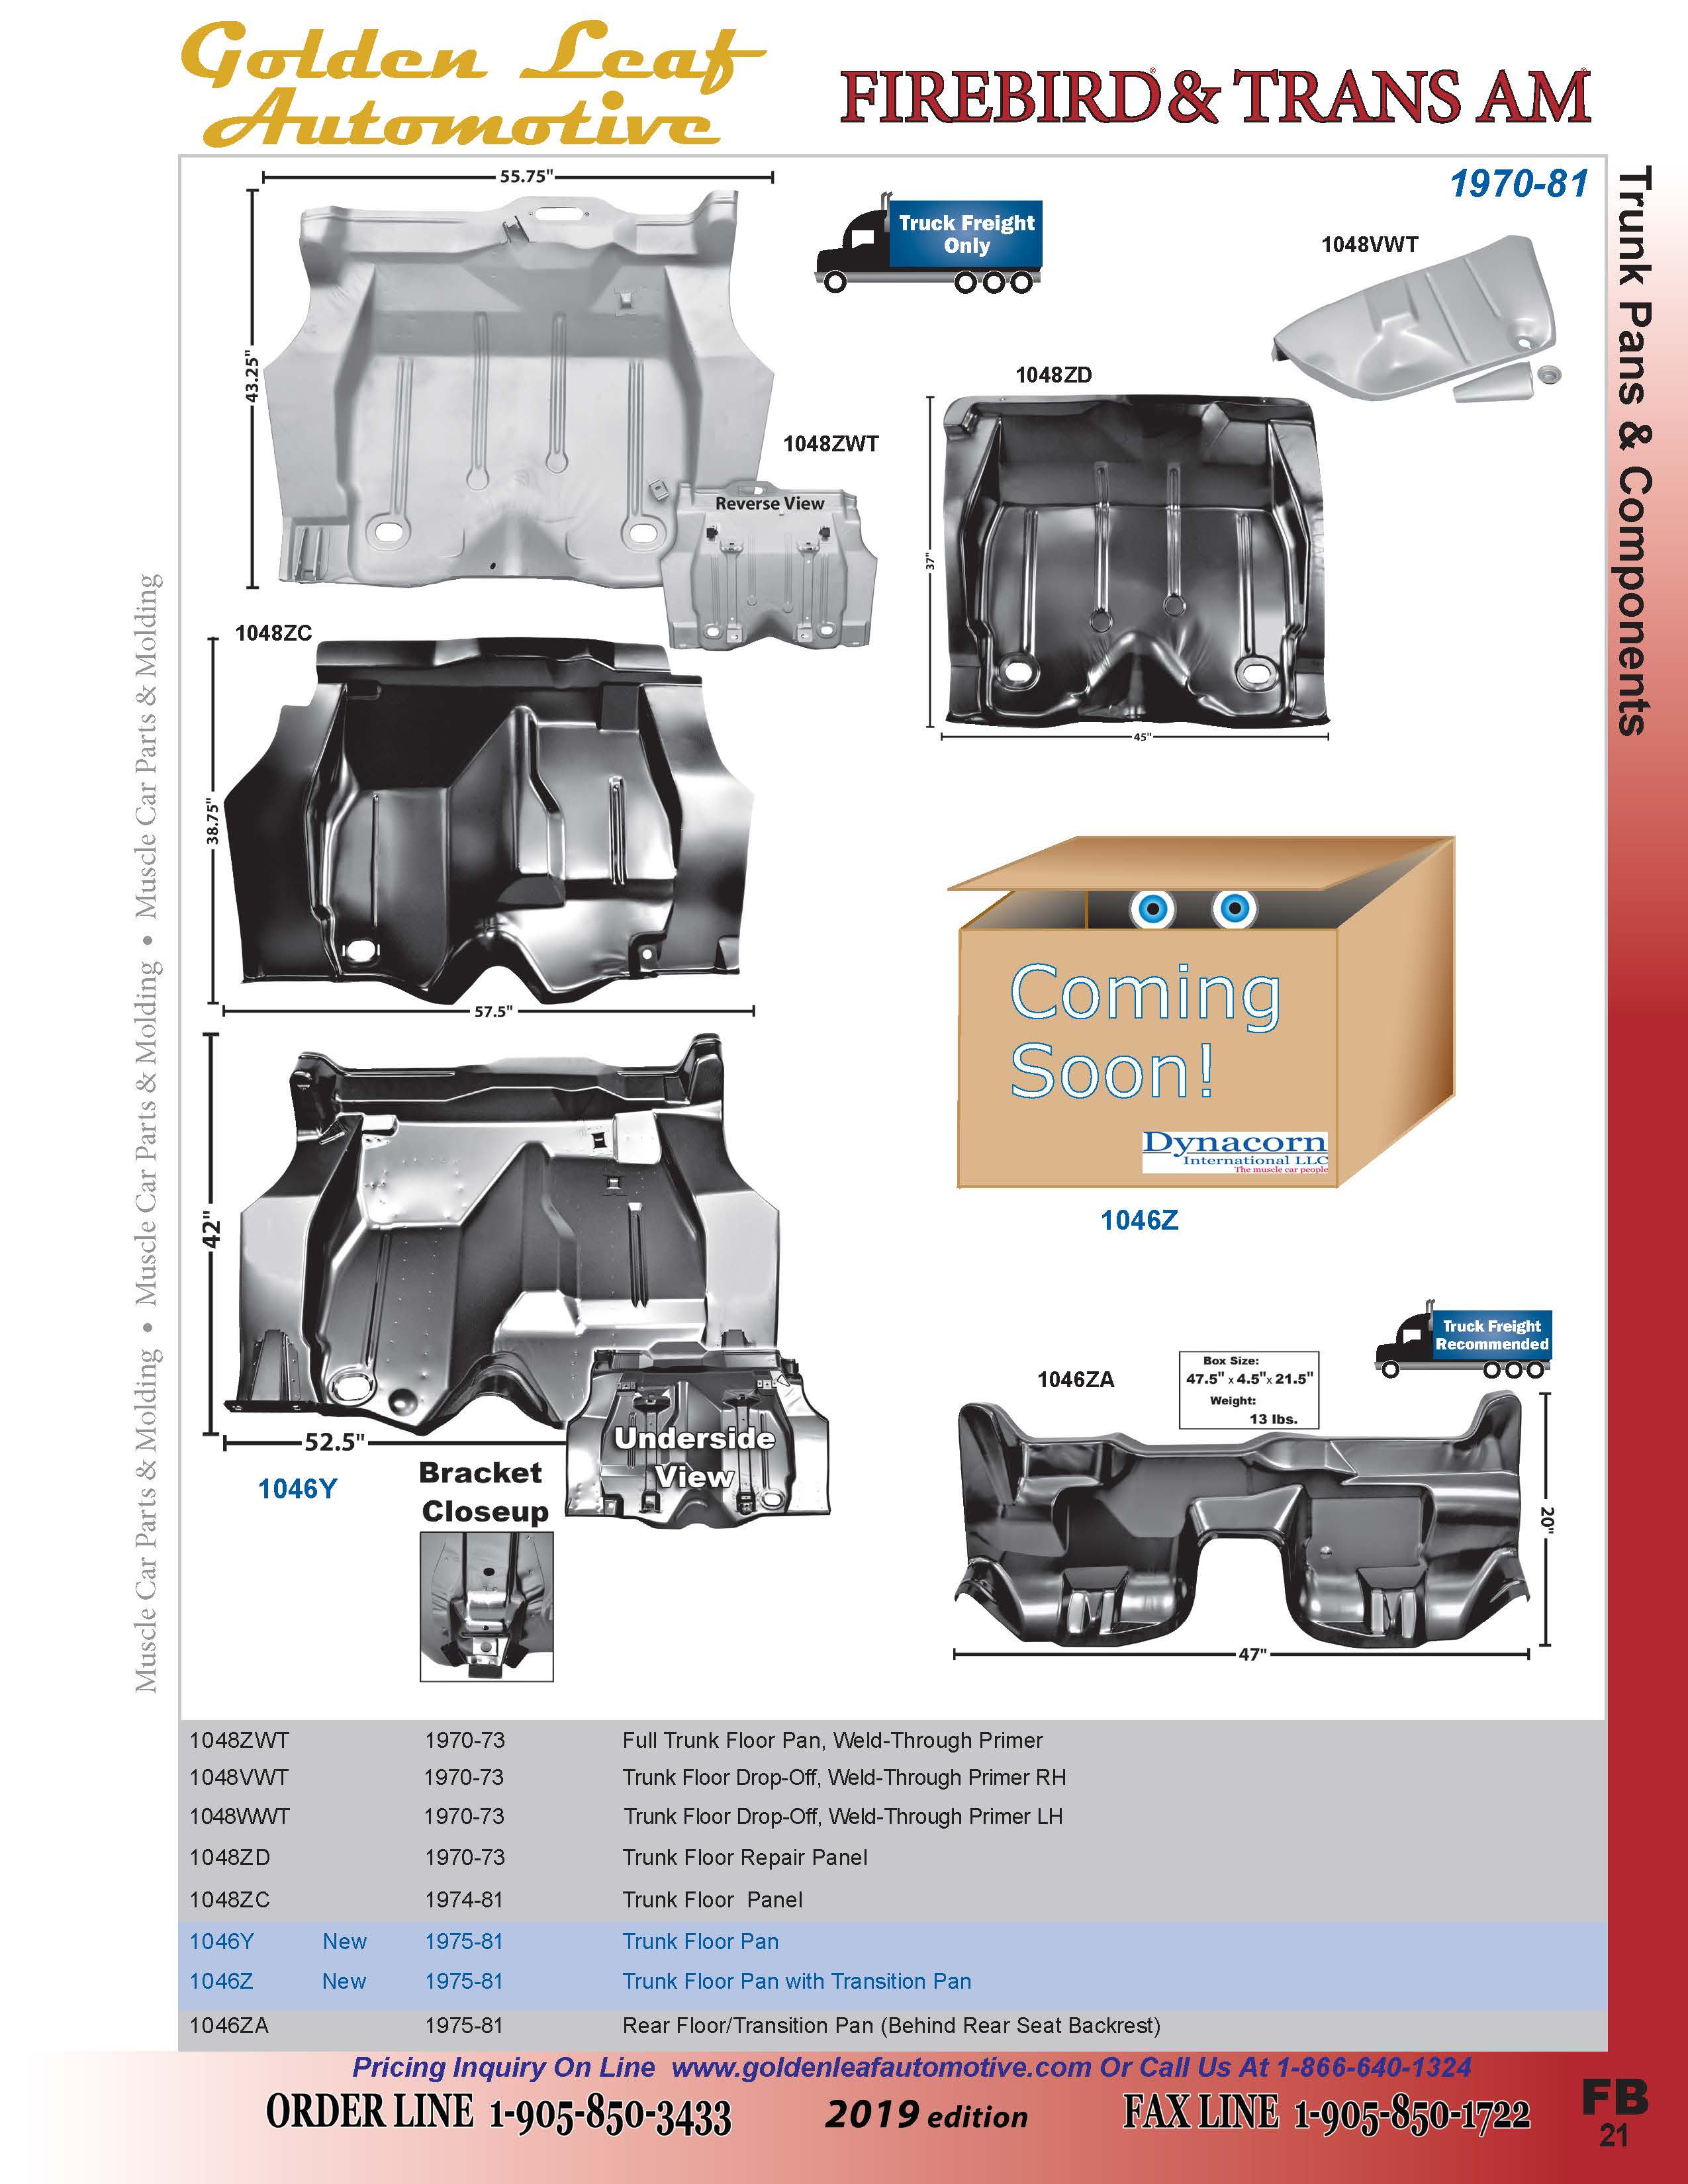 Golden Leaf
Automotive
FIREBIRD® & TRANS AM®
1970-81
Trunk Pans & Components
55.75"
43.25"
Truck Freight
Only
1048VWT
1048ZWT
Reverse View
1048ZD
37"
45"
1048ZC
38.75"
57.5"
Coming
Soon!
Dynacorn
International LLC
The muscle car people
1046Z
42"
52.5"
1046Y
Underside
View
Bracket
Closeup
Truck Freight
Recommended
1046ZA
Box Size:
47.5" x 4.5"x 21.5"
Weight:
13 lbs.
20"
47"
Muscle Car Parts & Molding • Muscle Car Parts & Molding • Muscle Car Parts & Molding
1048ZWT 1970-73 Full Trunk Floor Pan, Weld-Through Primer
1048VWT 1970-73 Trunk Floor Drop-Off, Weld-Through Primer RH
1048WWT 1970-73 Trunk Floor Drop-Off, Weld-Through Primer LH
1048ZD 1970-73 Trunk Floor Repair Panel
1048ZC 1974-81 Trunk Floor Panel
1046Y New 1975-81 Trunk Floor Pan
1046Z New 1975-81 Trunk Floor Pan with Transition Pan
1046ZA 1975-81 Rear Floor/Transition Pan (Behind Rear Seat Backrest)
Pricing Inquiry On Line www.goldenleafautomotive.com Or Call Us At 1-866-640-1324
ORDER LINE 1-905-850-3433
2019 edition
FAX LINE 1-905-850-1722
FB
21